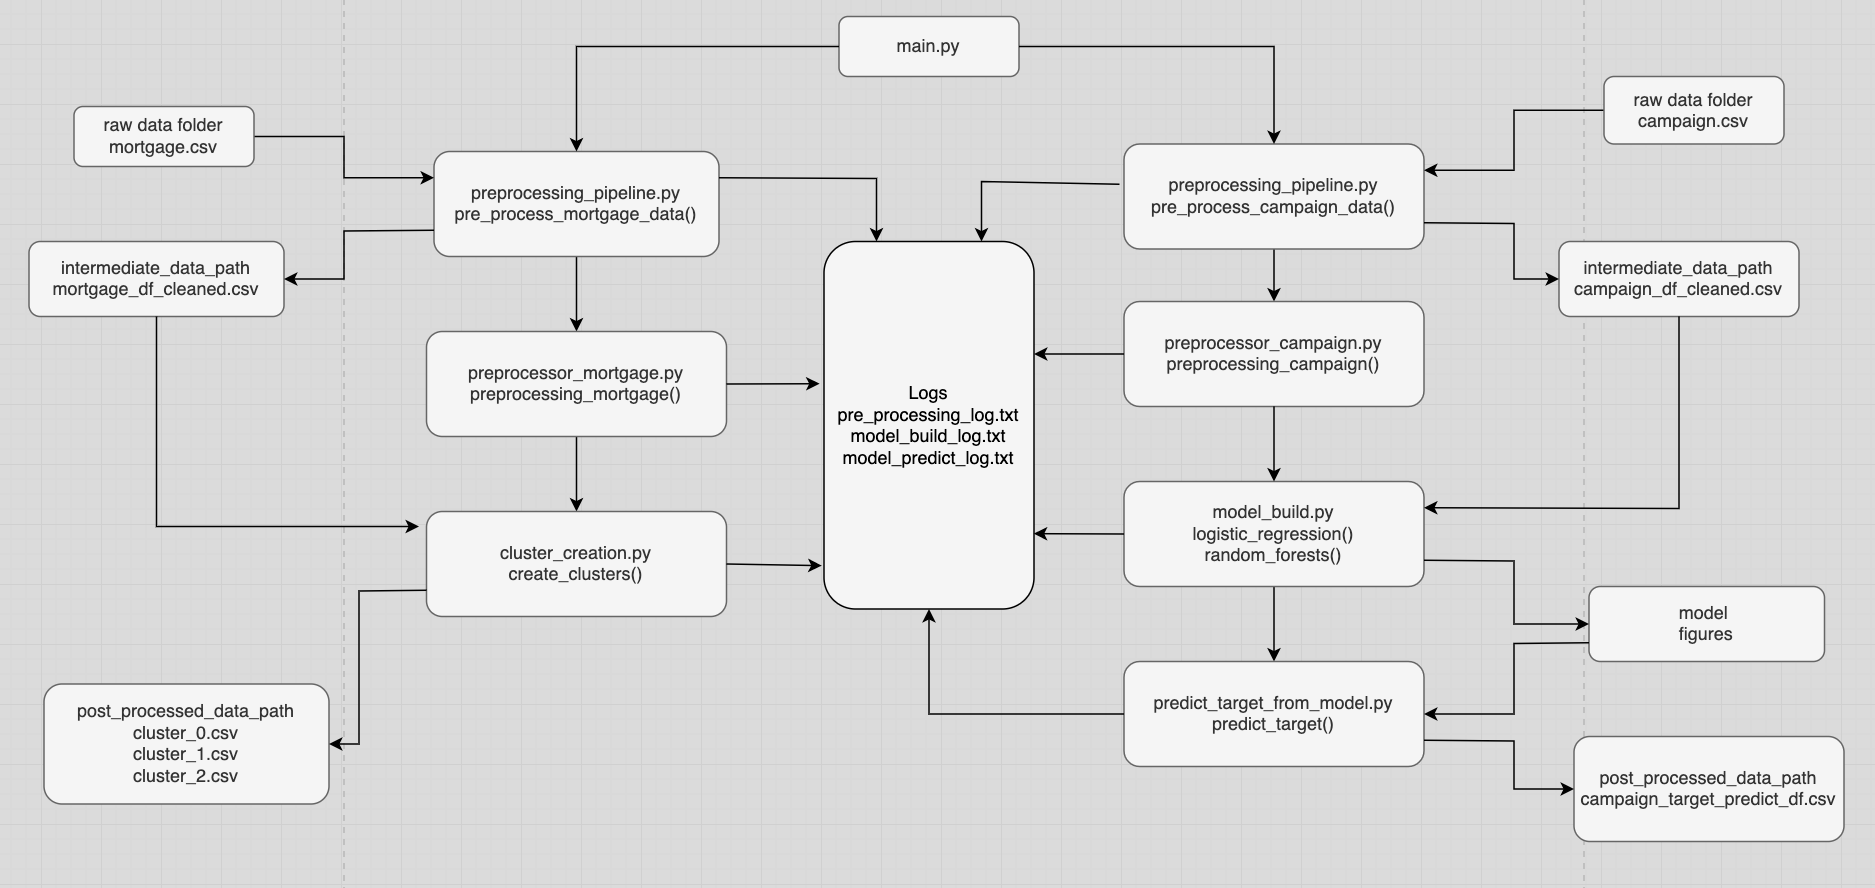 main.py
raw data folder
mortgage.csv
raw data folder
campaign.csv
preprocessing_pipeline.py
pre_process_mortgage_data()
preprocessing_pipeline.py
pre_process_campaign_data()
intermediate_data_path
mortgage_df_cleaned.csv
intermediate_data_path
campaign_df_cleaned.csv
preprocessor_mortgage.py
preprocessing_mortgage()
Logs
pre_processing_log.txt
model_build_log.txt
model_predict_log.txt
preprocessor_campaign.py
preprocessing_campaign()
cluster_creation.py
create_clusters()
model_build.py
logistic_regression()
random_forests()
model
figures
post_processed_data_path
cluster_0.csv
cluster_1.csv
cluster_2.csv
predict_target_from_model.py
predict_target()
post_processed_data_path
campaign_target_predict_df.csv